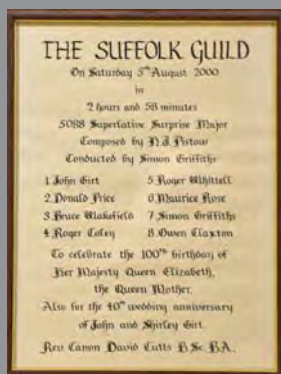 THE SUFFOLK GUILD
On Saturday 5th August 2000
in
2 hours and 58 minutes
5088 Superlative Surprise Major
Composed by N.J. Pistow
Conducted by Simon Griffiths
1. John Girt 5. Roger Whittell
2. Donald Price 6. Maurice Rose
3. Bruce Wakefield 7. Simon Griffiths
4. Roger Coley 8. Owen Claxton
To celebrate the 100th birthday of
Her Majesty Queen Elizabeth,
the Queen Mother.
Also for the 40th wedding anniversary
of John and Shirley Girt.
Rev. Canon David Cutts B.Sc. B.A.